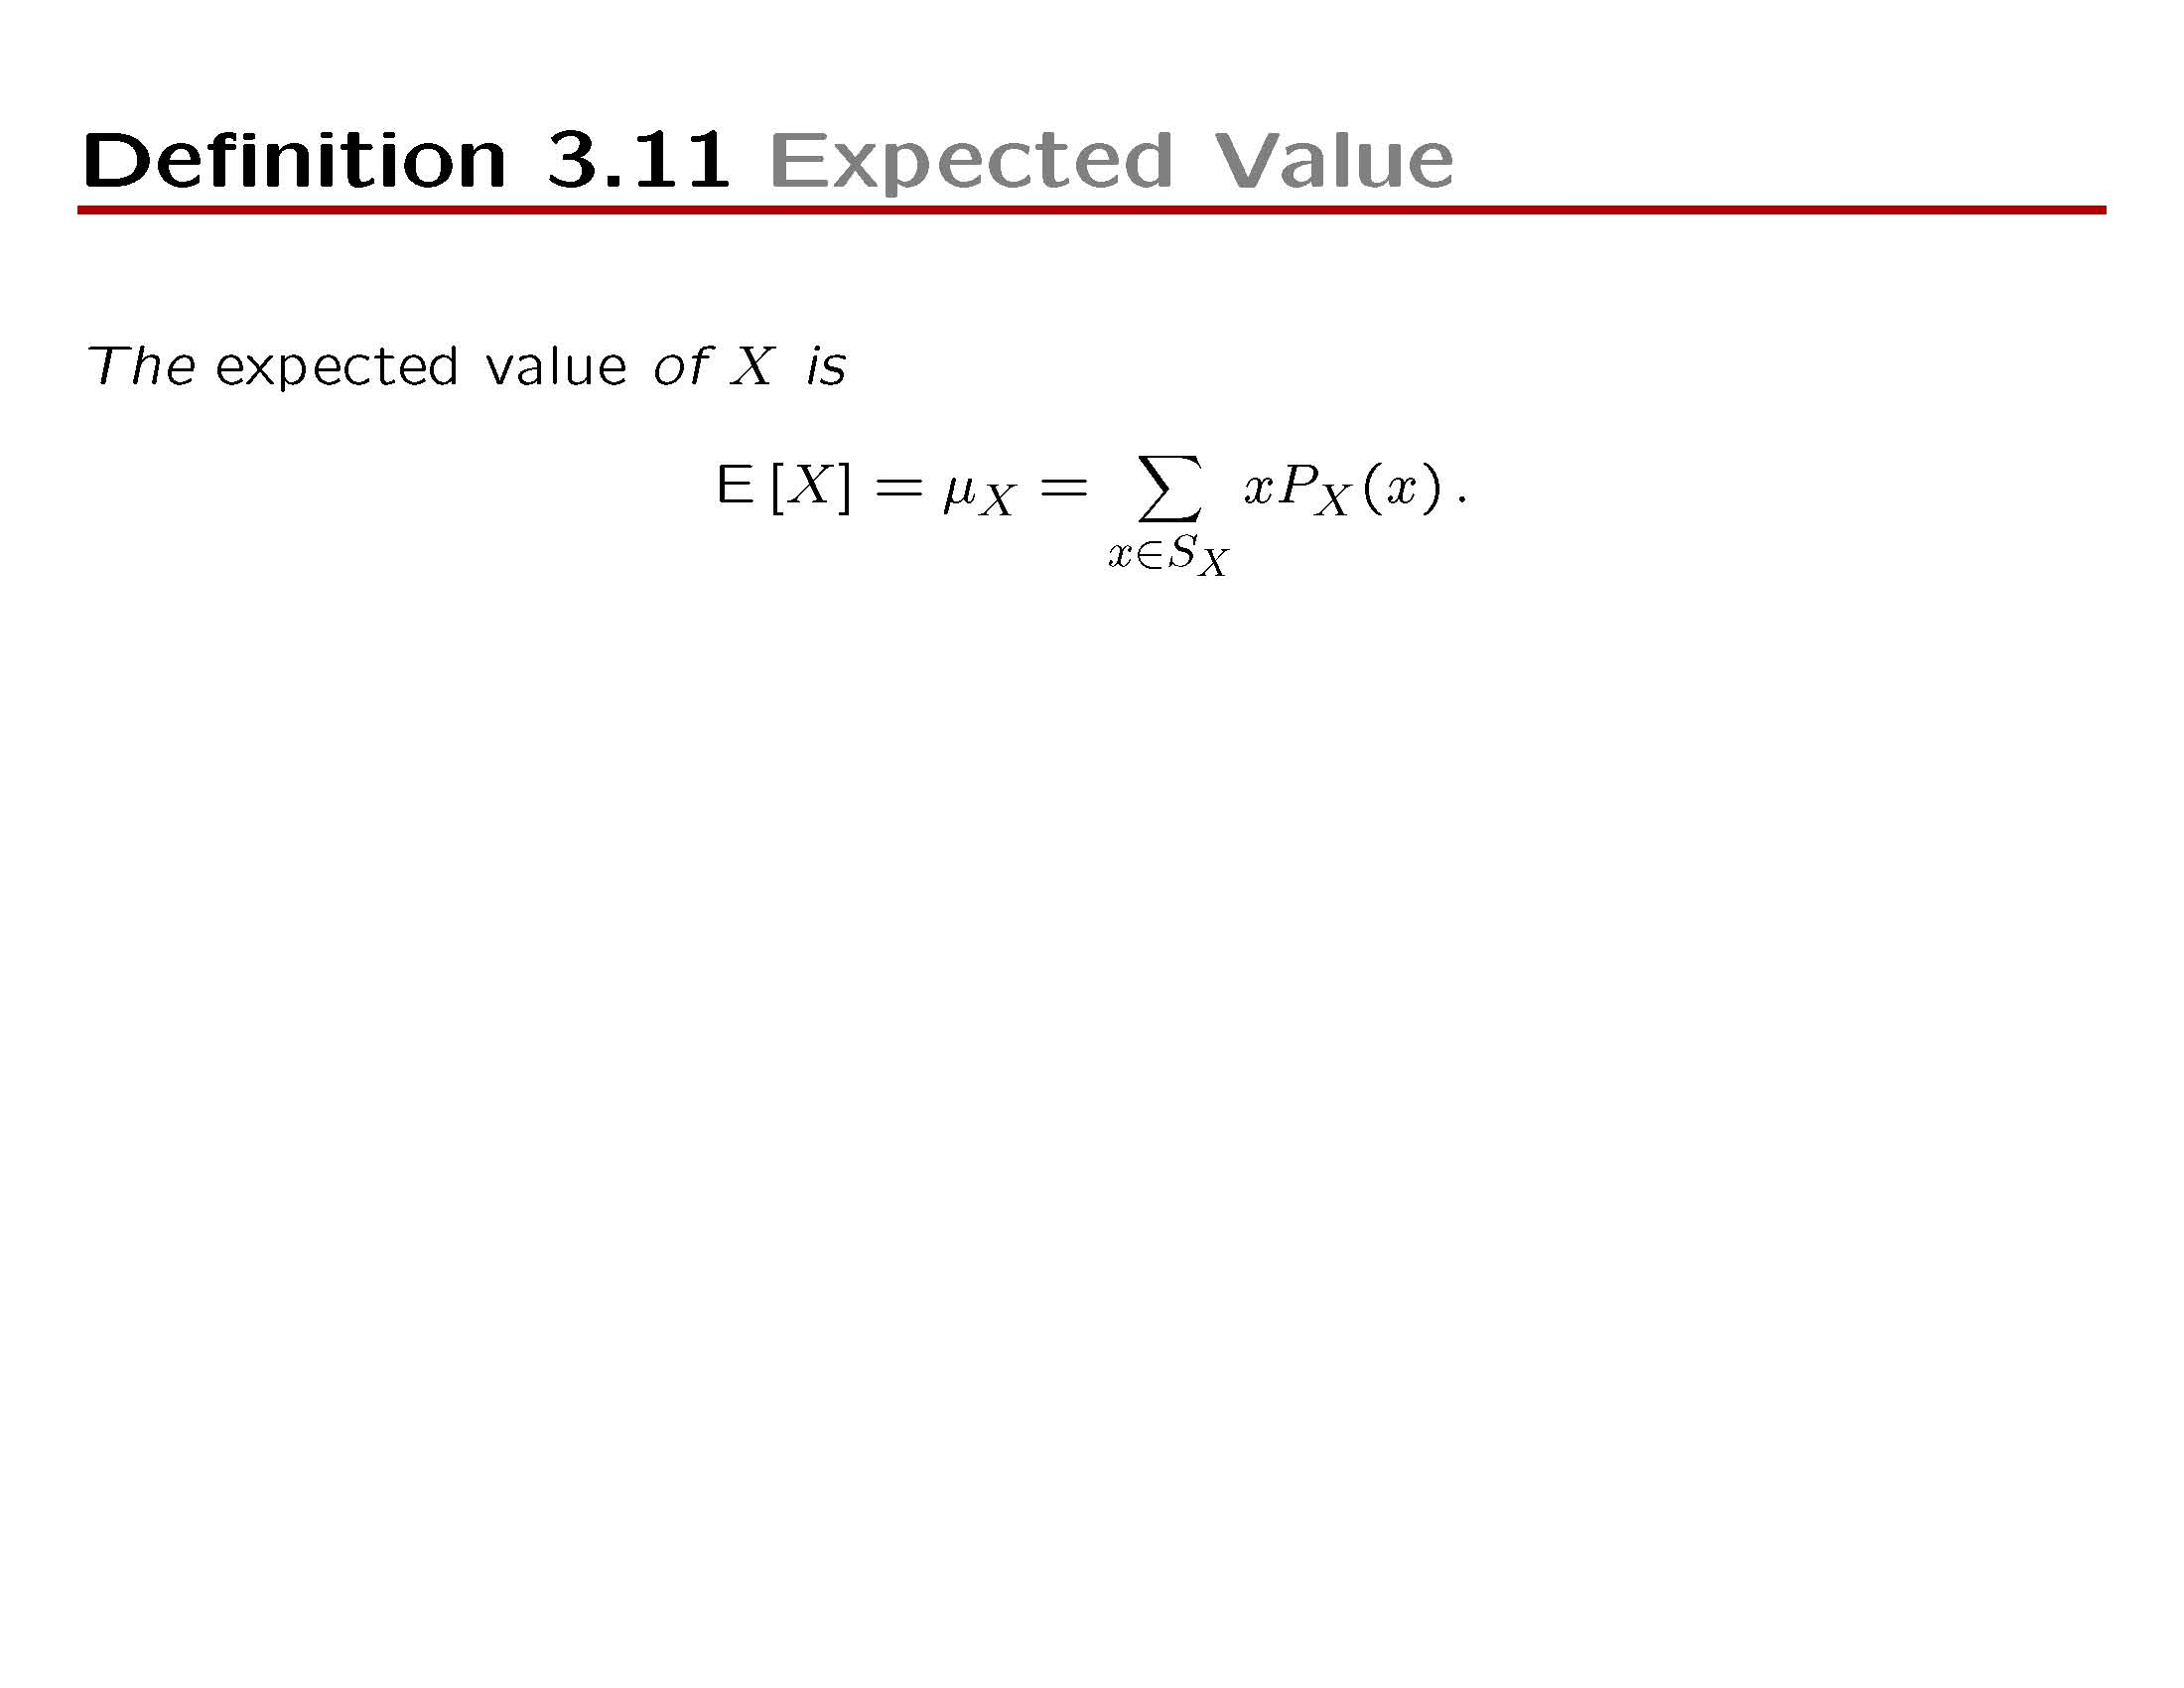 Definition 3.11 Expected Value
The expected value of X is
E [X] = μ_X = ∑_{x∈S_X} xP_X(x) .